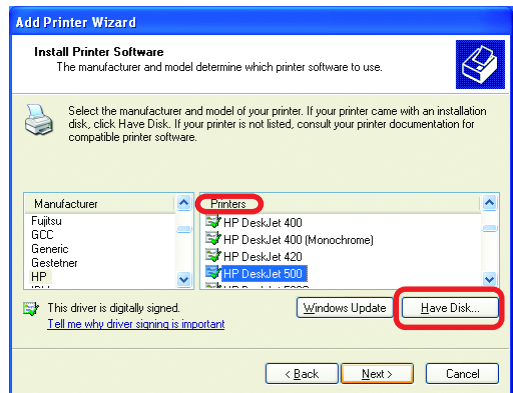 Add Printer Wizard
Install Printer Software
The manufacturer and model determine which printer software to use.
Select the manufacturer and model of your printer. If your printer came with an installation
disk, click Have Disk. If your printer is not listed, consult your printer documentation for
compatible printer software.
Manufacturer
Fujitsu
GCC
Generic
Gestetner
HP
Printers
HP DeskJet 400
HP DeskJet 400 (Monochrome)
HP DeskJet 420
HP DeskJet 500
This driver is digitally signed.
Tell me why driver signing is important
Windows Update
Have Disk...
< Back
Next >
Cancel